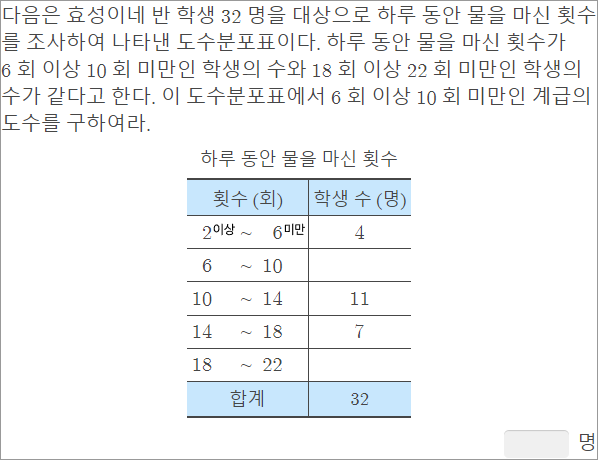 다음은 효성이네 반 학생 32 명을 대상으로 하루 동안 물을 마신 횟수
를 조사하여 나타낸 도수분포표이다. 하루 동안 물을 마신 횟수가
6 회 이상 10 회 미만인 학생의 수와 18 회 이상 22 회 미만인 학생의
수가 같다고 한다. 이 도수분포표에서 6 회 이상 10 회 미만인 계급의
도수를 구하여라.
하루 동안 물을 마신 횟수
횟수 (회) 학생 수 (명)
2이상 ~ 6미만 4
6 ~ 10
10 ~ 14 11
14 ~ 18 7
18 ~ 22
합계 32
명